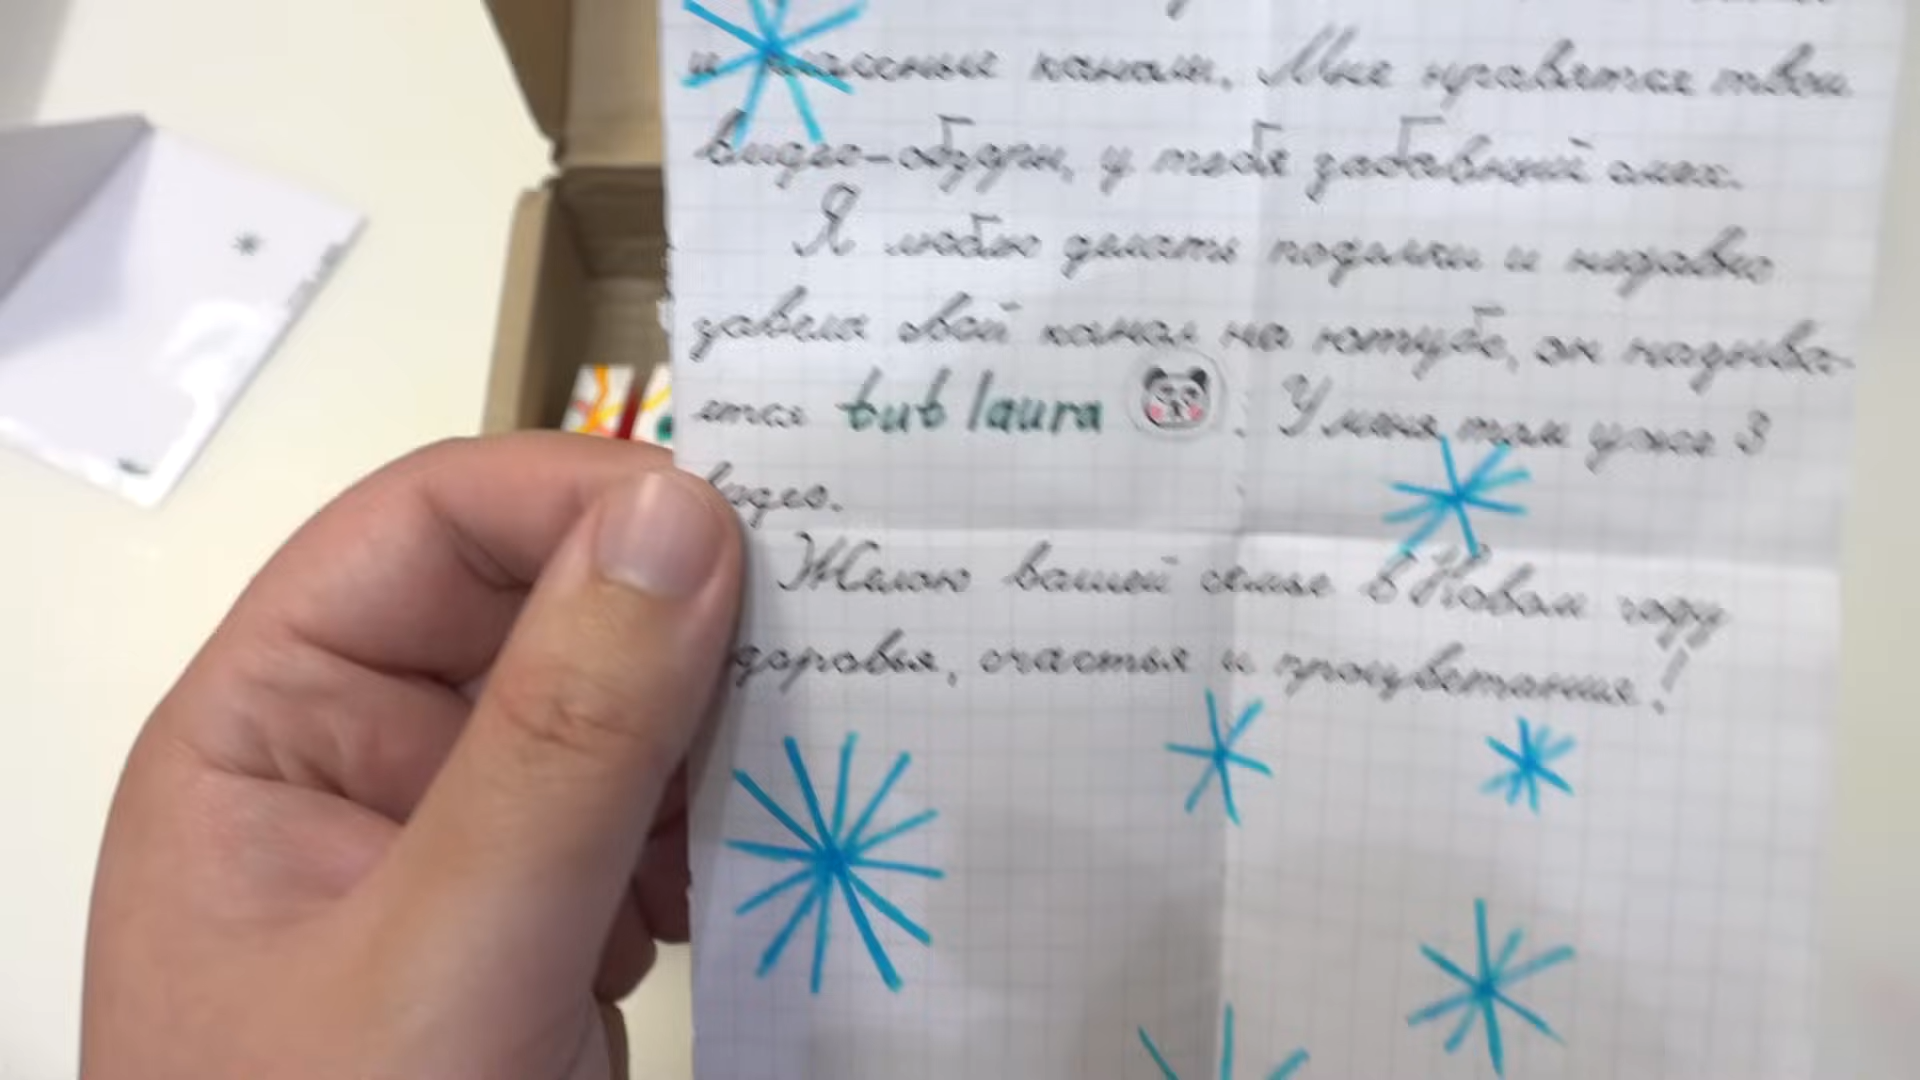 и классный канал. Мне нравятся твои
видео-обзоры, у тебя забавный смех.
Я люблю делать поделки и недавно
завела свой канал на ютубе, он называ-
ется tut laura. У меня там уже 3
видео.
Желаю вашей семье в Новом году
здоровья, счастья и процветания!